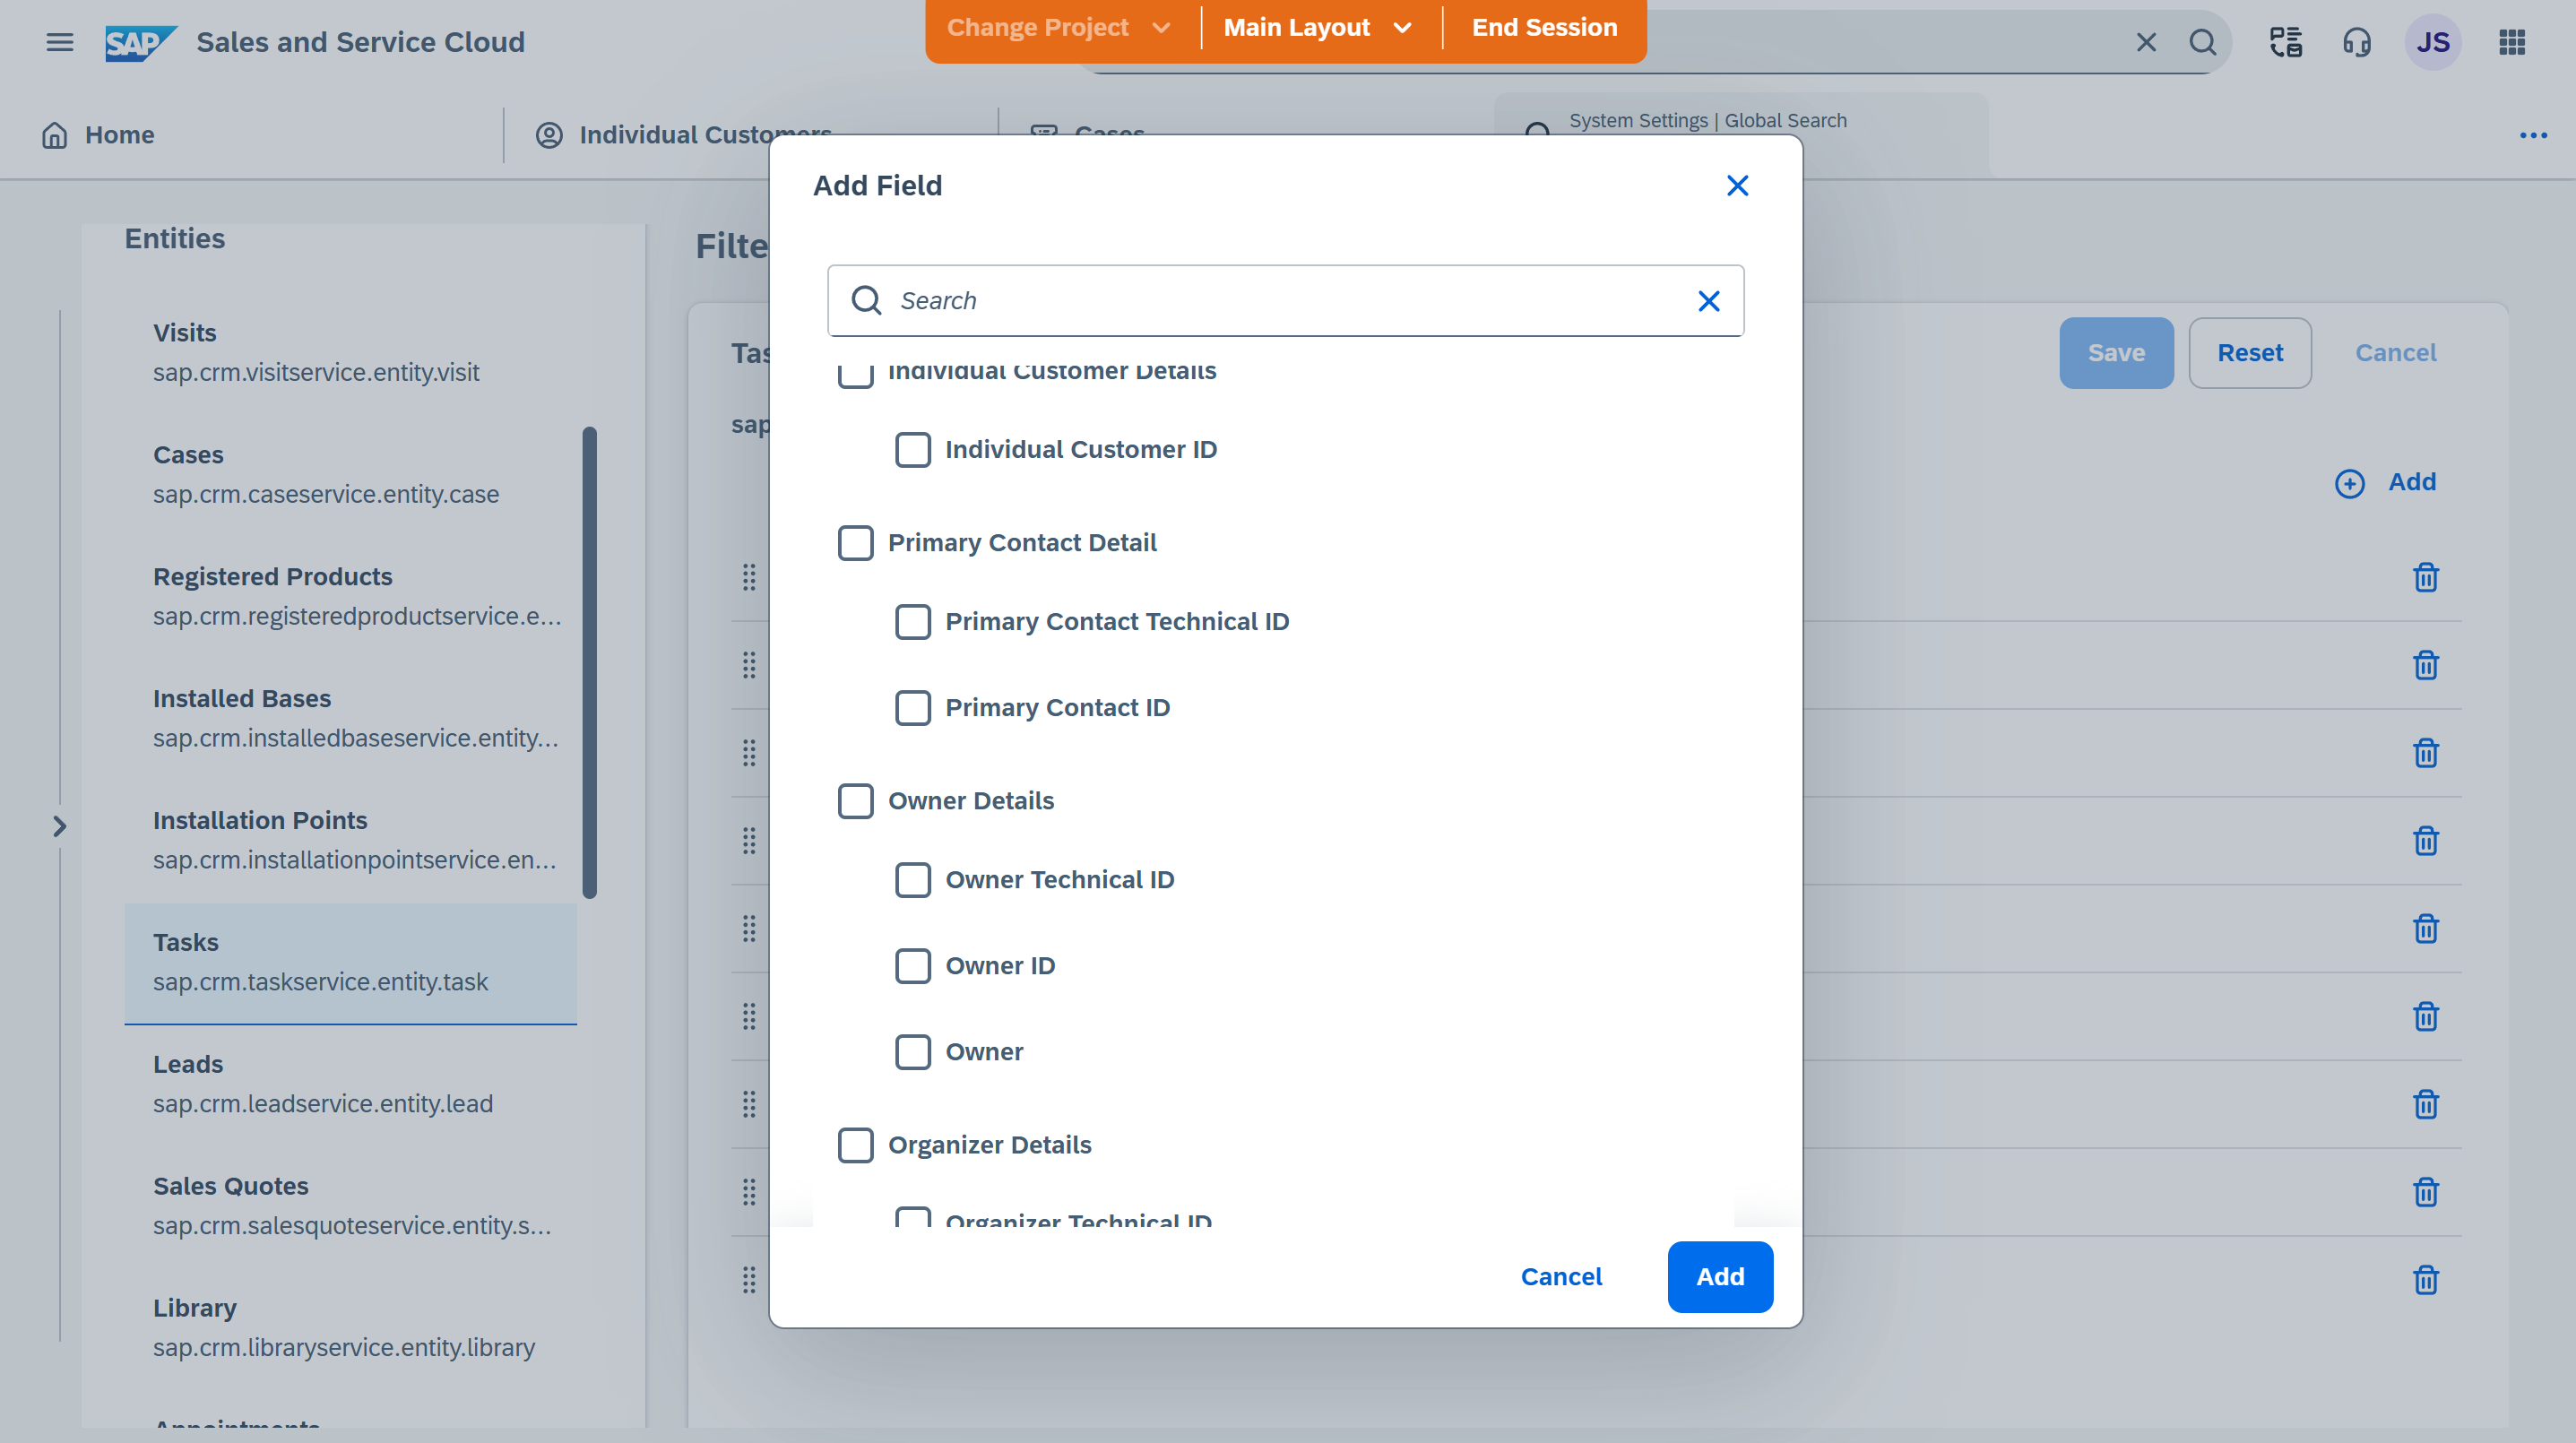 SAP Sales and Service Cloud
Change Project
Main Layout
End Session
JS
Home
Individual Customers
Cases
System Settings | Global Search
Entities
Visits
sap.crm.visitservice.entity.visit
Cases
sap.crm.caseservice.entity.case
Registered Products
sap.crm.registeredproductservice.e...
Installed Bases
sap.crm.installedbaseservice.entity...
Installation Points
sap.crm.installationpointservice.en...
Tasks
sap.crm.taskservice.entity.task
Leads
sap.crm.leadservice.entity.lead
Sales Quotes
sap.crm.salesquoteservice.entity.s...
Library
sap.crm.libraryservice.entity.library
Appointments
Filte
Tas
sap
Save
Reset
Cancel
Add
Add Field
Search
Individual Customer Details
Individual Customer ID
Primary Contact Detail
Primary Contact Technical ID
Primary Contact ID
Owner Details
Owner Technical ID
Owner ID
Owner
Organizer Details
Organizer Technical ID
Cancel
Add